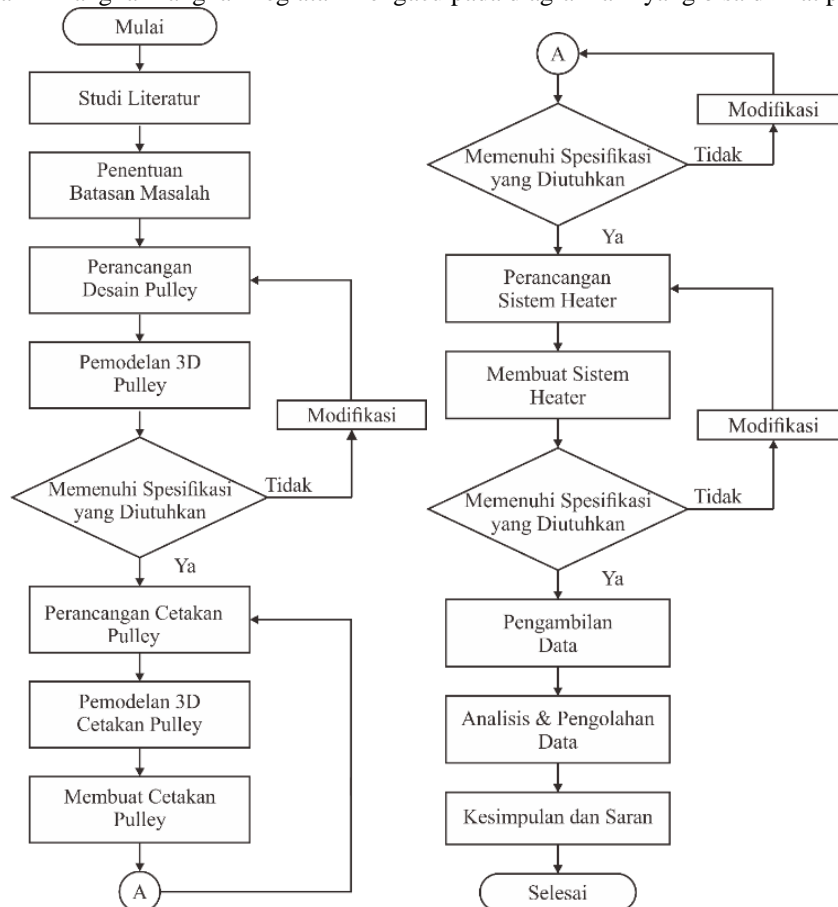 Mulai
Studi Literatur
Penentuan
Batasan Masalah
Perancangan
Desain Pulley
Pemodelan 3D
Pulley
Modifikasi
Memenuhi Spesifikasi
yang Diutuhkan
Tidak
Ya
Perancangan Cetakan
Pulley
Pemodelan 3D
Cetakan Pulley
Membuat Cetakan
Pulley
A
A
Modifikasi
Memenuhi Spesifikasi
yang Diutuhkan
Tidak
Ya
Perancangan
Sistem Heater
Membuat Sistem
Heater
Modifikasi
Memenuhi Spesifikasi
yang Diutuhkan
Tidak
Ya
Pengambilan
Data
Analisis & Pengolahan
Data
Kesimpulan dan Saran
Selesai